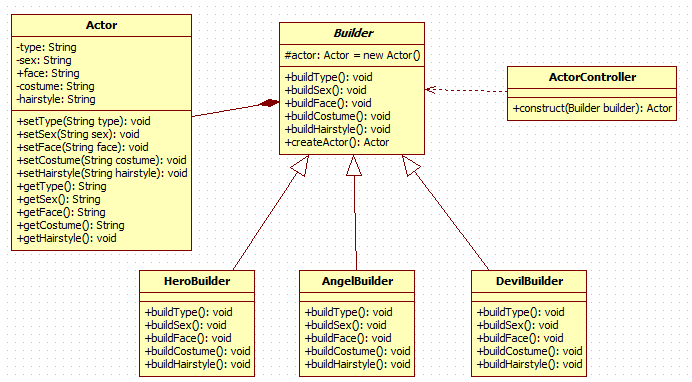 Actor
-type: String
-sex: String
+face: String
-costume: String
-hairstyle: String
+setType(String type): void
+setSex(String sex): void
+setFace(String face): void
+setCostume(String costume): void
+setHairstyle(String hairstyle): void
+getType(): String
+getSex(): String
+getFace(): String
+getCostume(): String
+getHairstyle(): void
Builder
#actor: Actor = new Actor()
+buildType(): void
+buildSex(): void
+buildFace(): void
+buildCostume(): void
+buildHairstyle(): void
+createActor(): Actor
ActorController
+construct(Builder builder): Actor
HeroBuilder
+buildType(): void
+buildSex(): void
+buildFace(): void
+buildCostume(): void
+buildHairstyle(): void
AngelBuilder
+buildType(): void
+buildSex(): void
+buildFace(): void
+buildCostume(): void
+buildHairstyle(): void
DevilBuilder
+buildType(): void
+buildSex(): void
+buildFace(): void
+buildCostume(): void
+buildHairstyle(): void